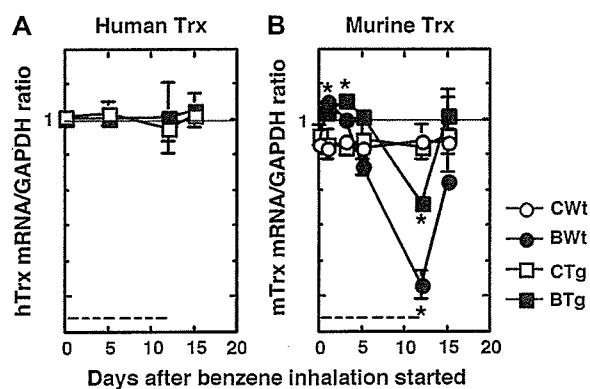 A Human Trx
B Murine Trx
hTrx mRNA/GAPDH ratio
1
0 5 10 15 20
mTrx mRNA/GAPDH ratio
1
* *
*
*
0 5 10 15 20
Days after benzene inhalation started
CWt
BWt
CTg
BTg